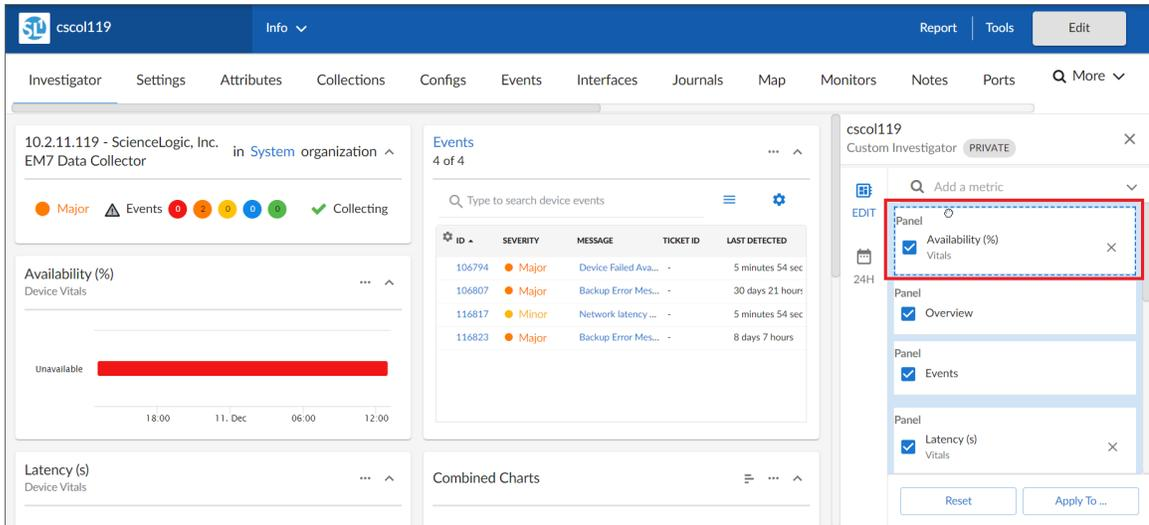 SL1
cscol119
Info
Report
Tools
Edit
Investigator
Settings
Attributes
Collections
Configs
Events
Interfaces
Journals
Map
Monitors
Notes
Ports
More
10.2.11.119 - ScienceLogic, Inc.
EM7 Data Collector
in System organization
Major
Events 0 2 0 0 0
Collecting
Availability (%)
Device Vitals
Unavailable
18:00 11. Dec 06:00 12:00
Latency (s)
Device Vitals
Events
4 of 4
Type to search device events
ID SEVERITY MESSAGE TICKET ID LAST DETECTED
106794 Major Device Failed Ava... - 5 minutes 54 sec
106807 Major Backup Error Mes... - 30 days 21 hours
116817 Minor Network latency ... - 5 minutes 54 sec
116823 Major Backup Error Mes... - 8 days 7 hours
Combined Charts
cscol119
Custom Investigator PRIVATE
EDIT
24H
Add a metric
Panel
Availability (%)
Vitals
Panel
Overview
Panel
Events
Panel
Latency (s)
Vitals
Reset
Apply To ...